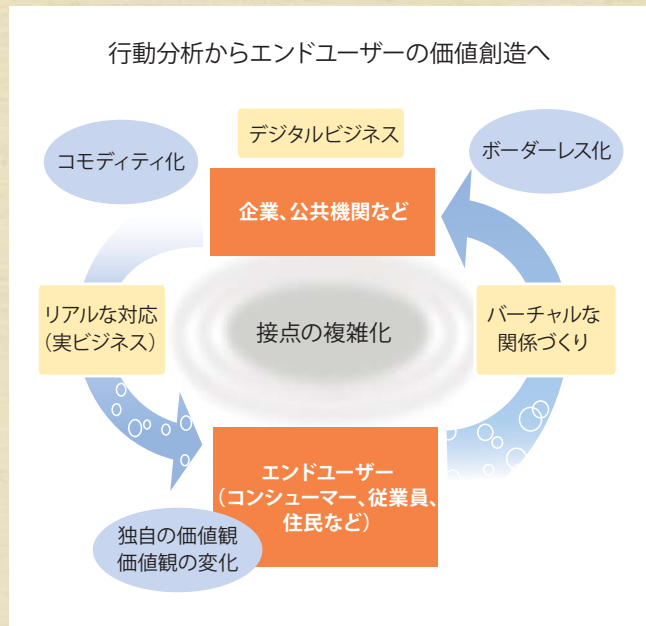 行動分析からエンドユーザーの価値創造へ
デジタルビジネス
コモディティ化
ボーダーレス化
企業、公共機関など
リアルな対応
（実ビジネス）
接点の複雑化
バーチャルな
関係づくり
エンドユーザー
（コンシューマー、従業員、
住民など）
独自の価値観
価値観の変化